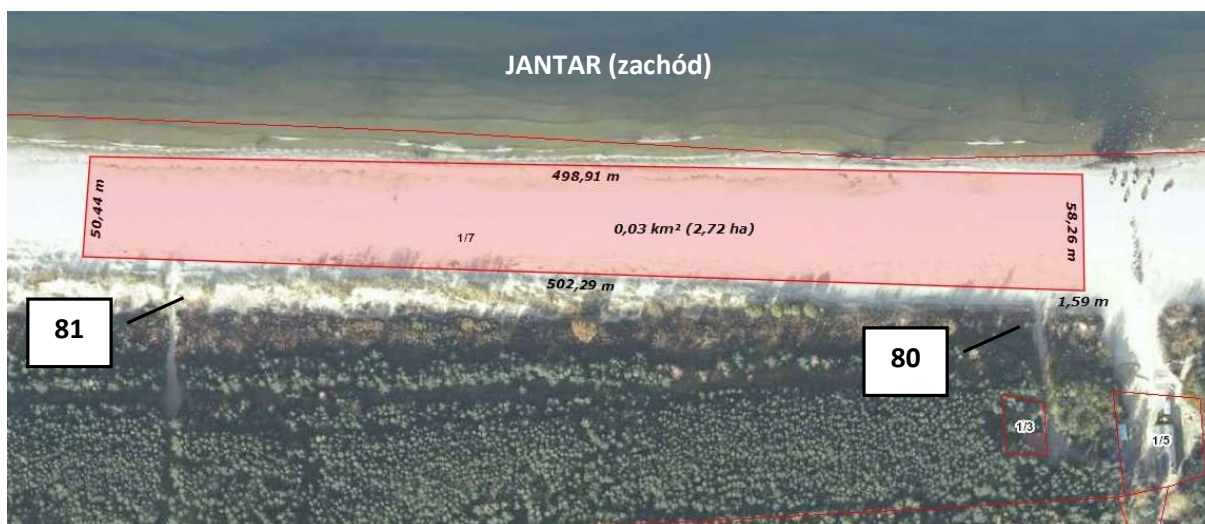 JANTAR (zachód)
498,91 m
50,44 m
58,26 m
0,03 km² (2,72 ha)
1/7
502,29 m
1,59 m
81
80
1/3
1/5